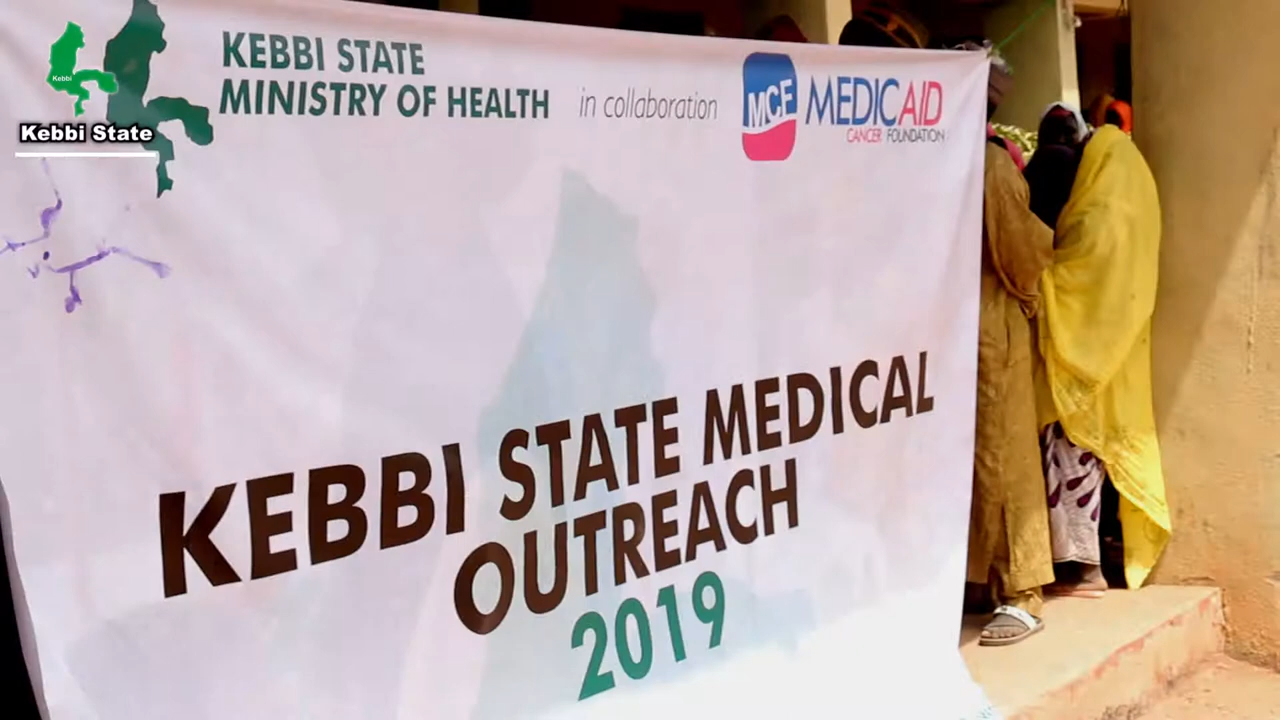 Kebbi
Kebbi State
KEBBI STATE
MINISTRY OF HEALTH
in collaboration
MCF
MEDICAID
CANCER FOUNDATION
KEBBI STATE MEDICAL
OUTREACH
2019